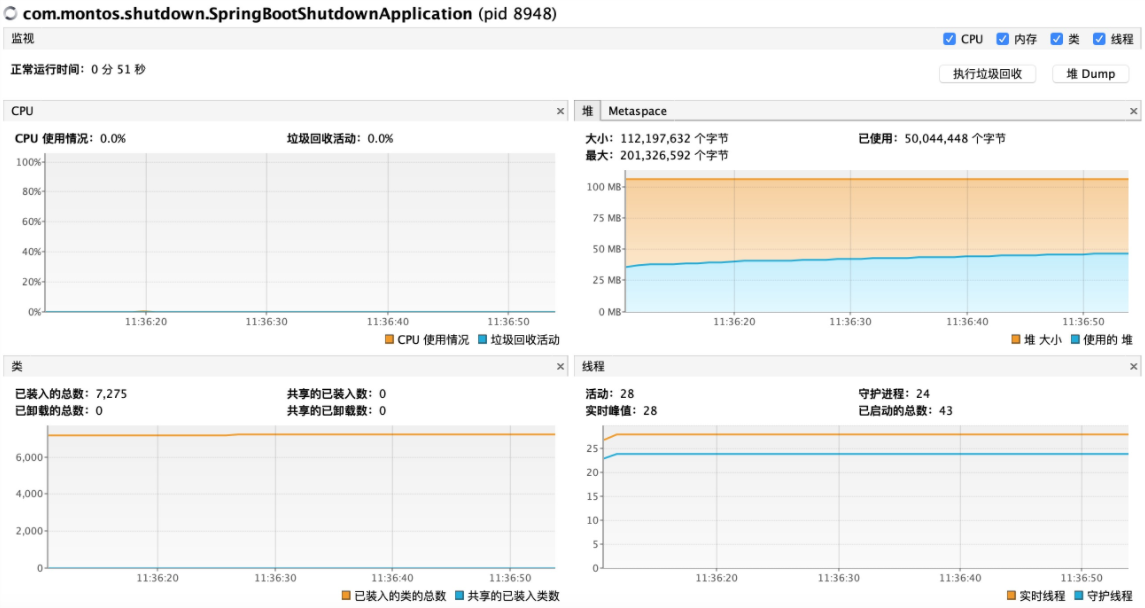 com.montos.shutdown.SpringBootShutdownApplication (pid 8948)
监视
CPU 内存 类 线程
正常运行时间: 0 分 51 秒
执行垃圾回收 堆 Dump
CPU ×
CPU 使用情况: 0.0% 垃圾回收活动: 0.0%
100%
80%
60%
40%
20%
0%
11:36:20 11:36:30 11:36:40 11:36:50
CPU 使用情况 垃圾回收活动
堆 Metaspace ×
大小: 112,197,632 个字节 已使用: 50,044,448 个字节
最大: 201,326,592 个字节
100 MB
75 MB
50 MB
25 MB
0 MB
11:36:20 11:36:30 11:36:40 11:36:50
堆 大小 使用的 堆
类 ×
已装入的总数: 7,275 共享的已装入数: 0
已卸载的总数: 0 共享的已卸载数: 0
6,000
4,000
2,000
0
11:36:20 11:36:30 11:36:40 11:36:50
已装入的类的总数 共享的已装入类数
线程 ×
活动: 28 守护进程: 24
实时峰值: 28 已启动的总数: 43
25
20
15
10
5
0
11:36:20 11:36:30 11:36:40 11:36:50
实时线程 守护线程